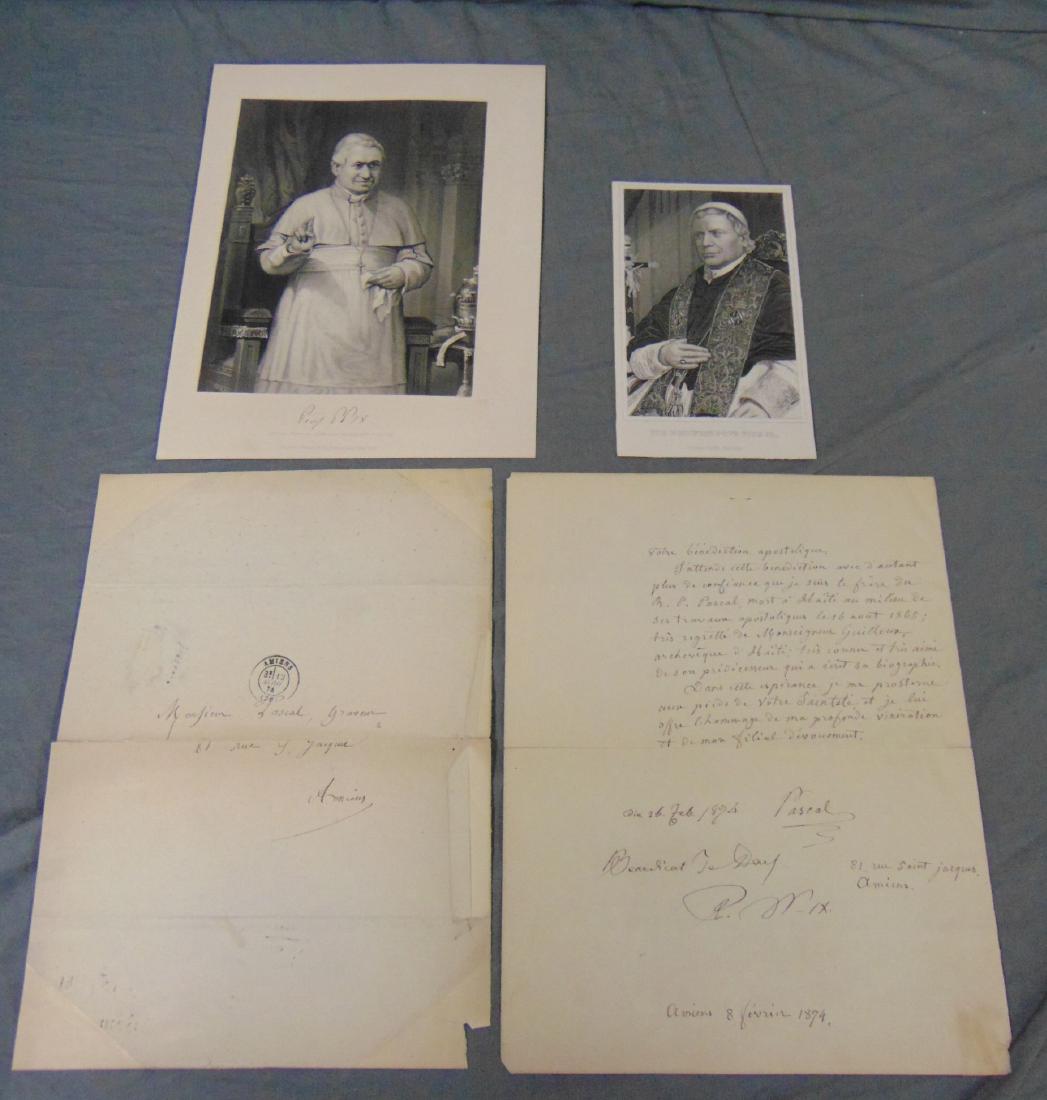 THE REVEREND POPE PIUS IX.
AMIENS
Monsieur Pascal, Graveur
81 rue S. Jacques
Amiens
Votre bénédiction apostolique.
J'attends cette bénédiction avec d'autant
plus de confiance que je suis le frère du
R. P. Pascal, mort à Haïti au milieu de
ses travaux apostoliques le 16 août 1865;
très regretté de Monseigneur Guilloux,
archevêque d'Haïti; très connu et très aimé
de son prédécesseur qui a écrit sa biographie.
Dans cette espérance je me prosterne
aux pieds de Votre Sainteté et je lui
offre l'hommage de ma profonde vénération
et de mon filial dévouement.
die 26. Feb. 1874 Pascal
Benedicat Te Deus 81 rue Saint Jacques.
Amiens.
P. IX.
Amiens 8 février 1874.